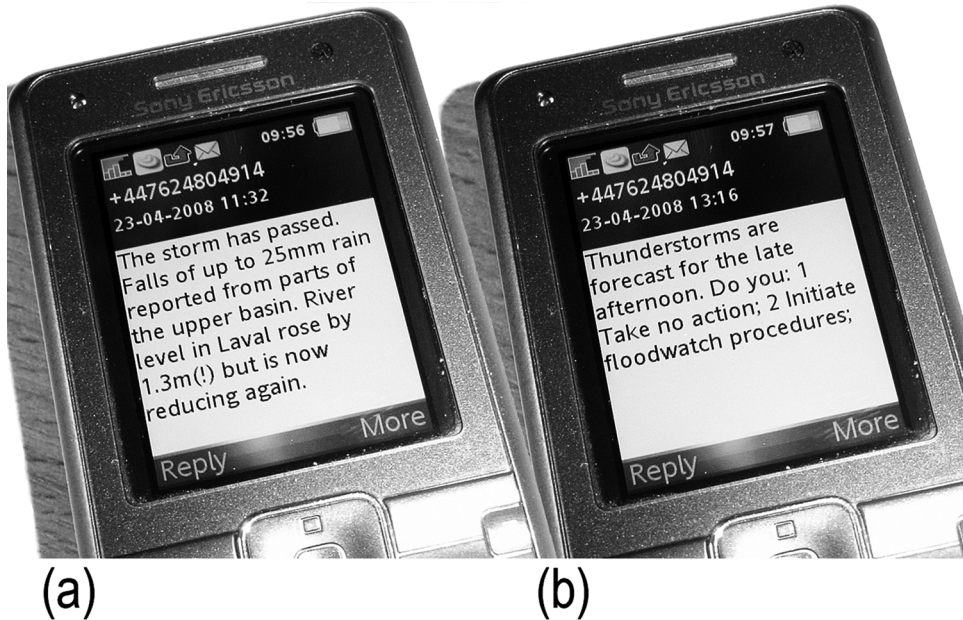 Sony Ericsson
09:56
+447624804914
23-04-2008 11:32
The storm has passed.
Falls of up to 25mm rain
reported from parts of
the upper basin. River
level in Laval rose by
1.3m(!) but is now
reducing again.
More
Reply
(a)
Sony Ericsson
09:57
+447624804914
23-04-2008 13:16
Thunderstorms are
forecast for the late
afternoon. Do you: 1
Take no action; 2 Initiate
floodwatch procedures;
More
Reply
(b)